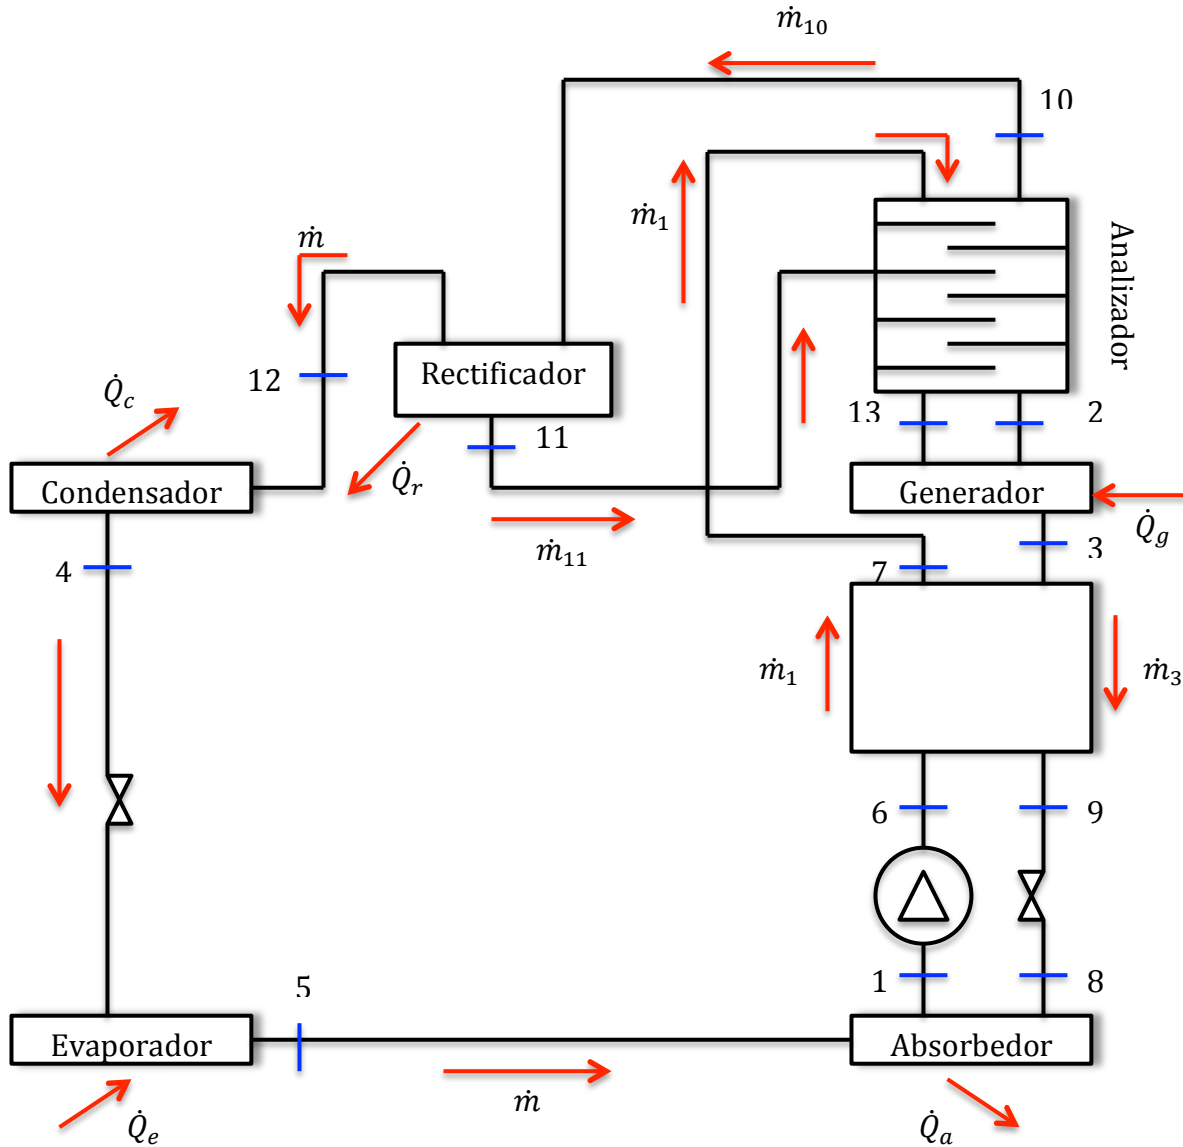 ṁ₁₀
10
ṁ₁
ṁ
Analizador
Rectificador
12
Q̇c
13
2
11
Condensador
Q̇r
Generador
ṁ₁₁
Q̇g
3
4
7
ṁ₁
ṁ₃
6
9
5
1
8
Evaporador
Absorbedor
ṁ
Q̇e
Q̇a